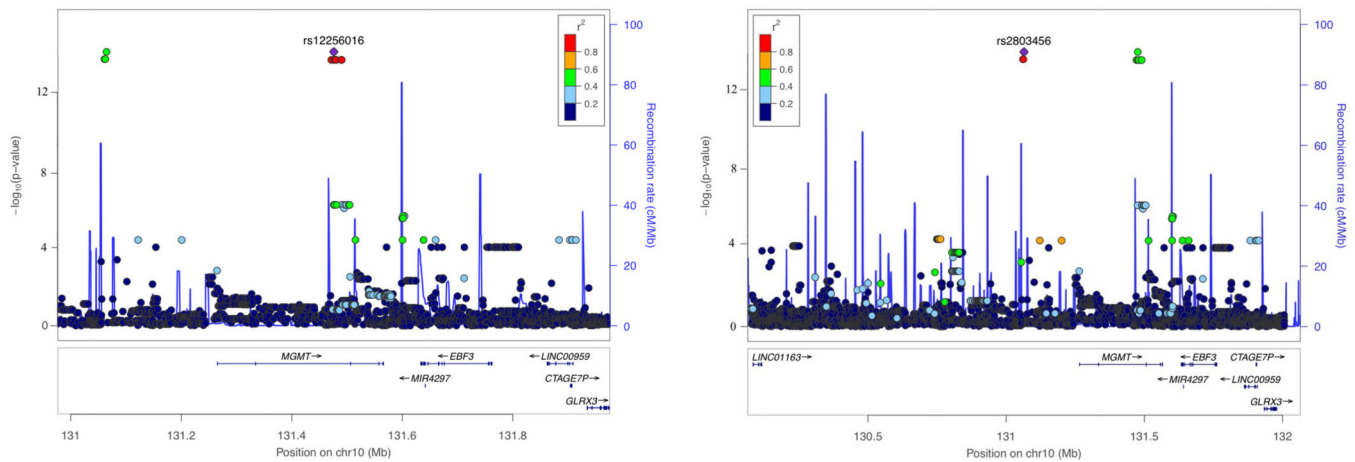 rs12256016
r²
0.8
0.6
0.4
0.2
12
8
4
0
−log₁₀(p−value)
100
80
60
40
20
0
Recombination rate (cM/Mb)
MGMT→
←EBF3
←LINC00959
←MIR4297
CTAGE7P→
GLRX3→
131
131.2
131.4
131.6
131.8
Position on chr10 (Mb)
rs2803456
r²
0.8
0.6
0.4
0.2
12
8
4
0
−log₁₀(p−value)
100
80
60
40
20
0
Recombination rate (cM/Mb)
LINC01163→
MGMT→
←EBF3
CTAGE7P→
←MIR4297
←LINC00959
GLRX3→
130.5
131
131.5
132
Position on chr10 (Mb)